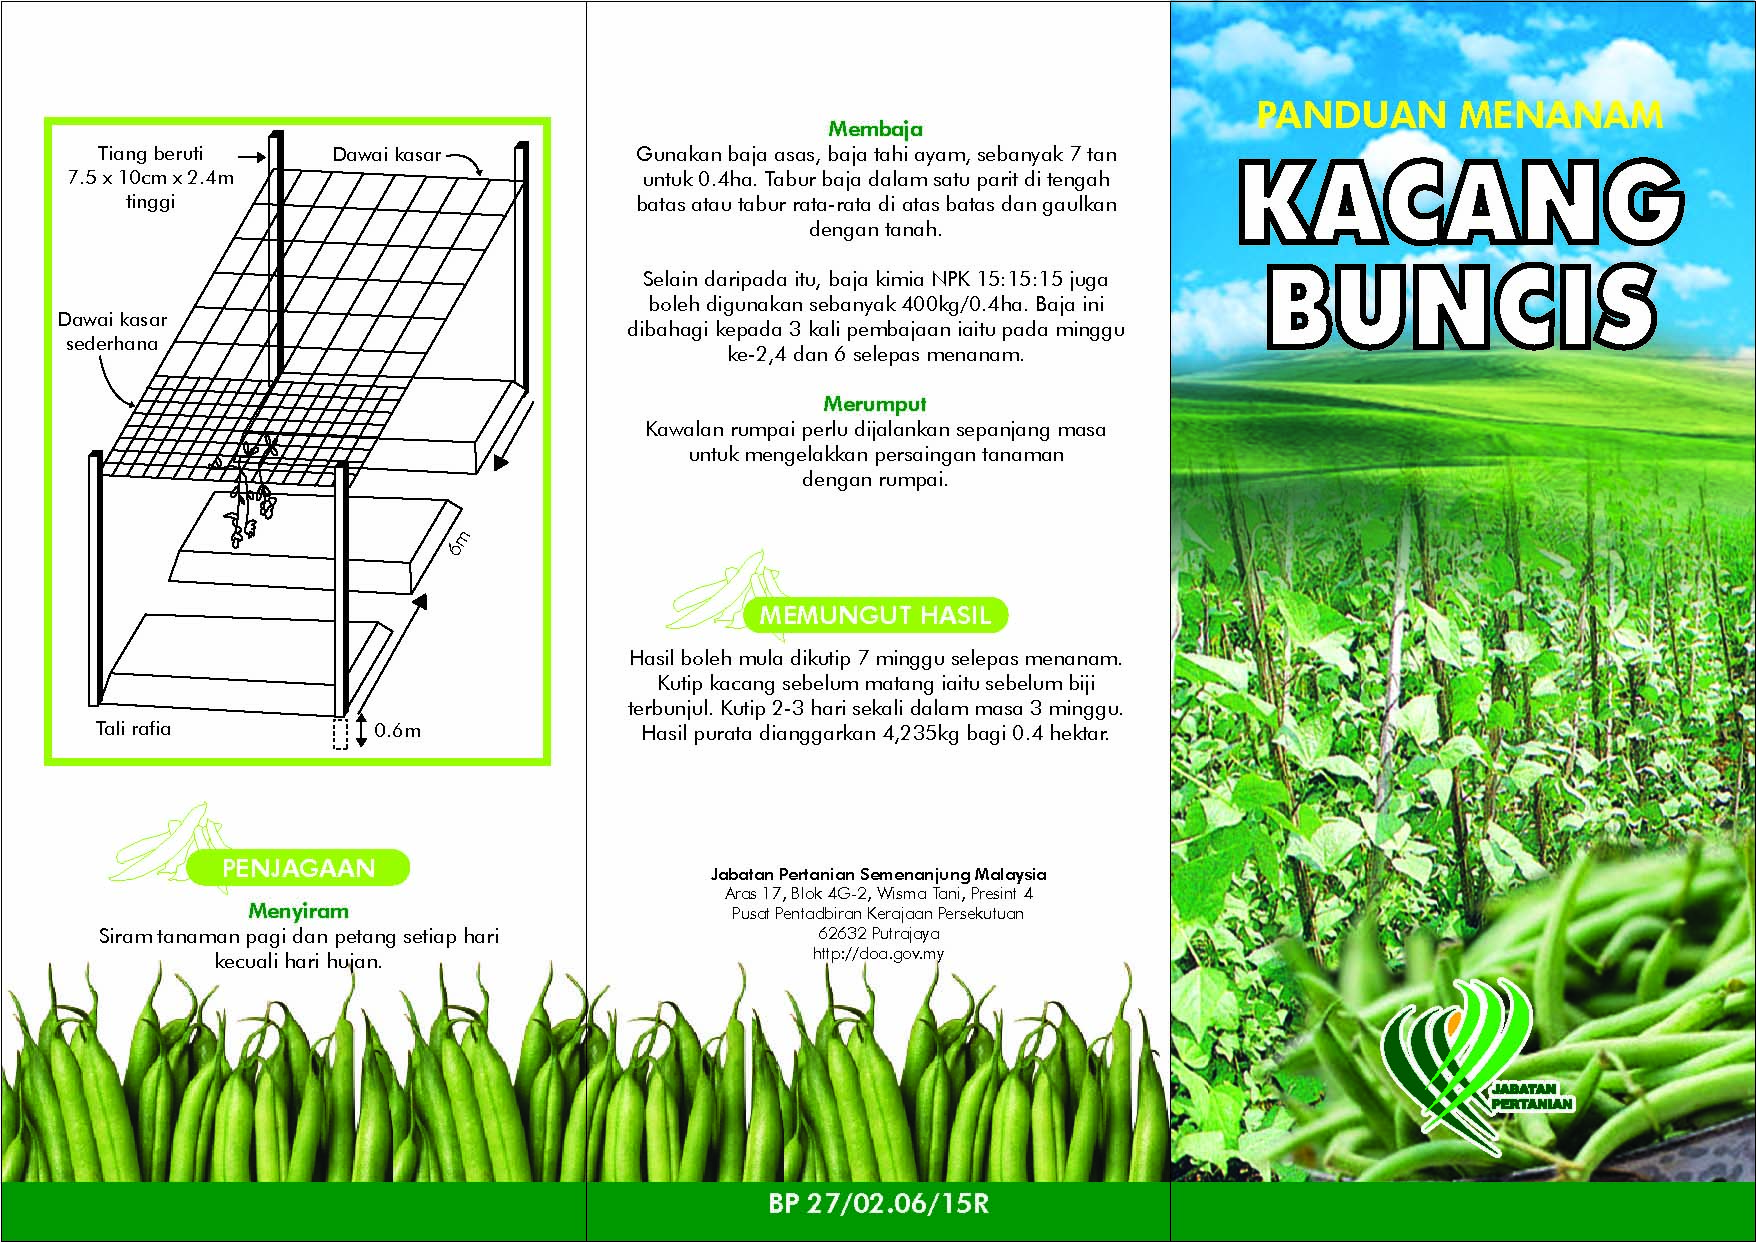 Tiang beruti
7.5 x 10cm x 2.4m
tinggi
Dawai kasar
Dawai kasar
sederhana
6m
Tali rafia
0.6m
PENJAGAAN
Menyiram
Siram tanaman pagi dan petang setiap hari
kecuali hari hujan.
Membaja
Gunakan baja asas, baja tahi ayam, sebanyak 7 tan
untuk 0.4ha. Tabur baja dalam satu parit di tengah
batas atau tabur rata-rata di atas batas dan gaulkan
dengan tanah.
Selain daripada itu, baja kimia NPK 15:15:15 juga
boleh digunakan sebanyak 400kg/0.4ha. Baja ini
dibahagi kepada 3 kali pembajaan iaitu pada minggu
ke-2,4 dan 6 selepas menanam.
Merumput
Kawalan rumpai perlu dijalankan sepanjang masa
untuk mengelakkan persaingan tanaman
dengan rumpai.
MEMUNGUT HASIL
Hasil boleh mula dikutip 7 minggu selepas menanam.
Kutip kacang sebelum matang iaitu sebelum biji
terbunjul. Kutip 2-3 hari sekali dalam masa 3 minggu.
Hasil purata dianggarkan 4,235kg bagi 0.4 hektar.
Jabatan Pertanian Semenanjung Malaysia
Aras 17, Blok 4G-2, Wisma Tani, Presint 4
Pusat Pentadbiran Kerajaan Persekutuan
62632 Putrajaya
http://doa.gov.my
BP 27/02.06/15R
PANDUAN MENANAM
KACANG
BUNCIS
JABATAN
PERTANIAN